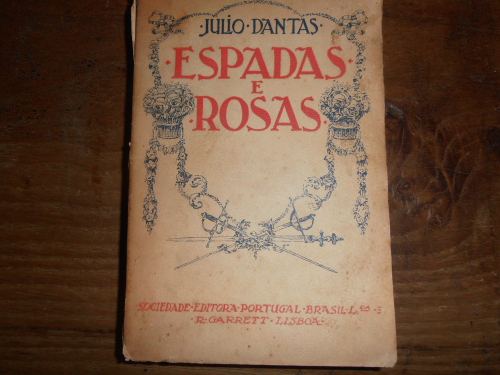 ·JULIO·DANTAS·
·ESPADAS·
E
·ROSAS·
SOCIEDADE·EDITORA·PORTUGAL·BRASIL·L.da
·R·GARRETT·LISBOA·